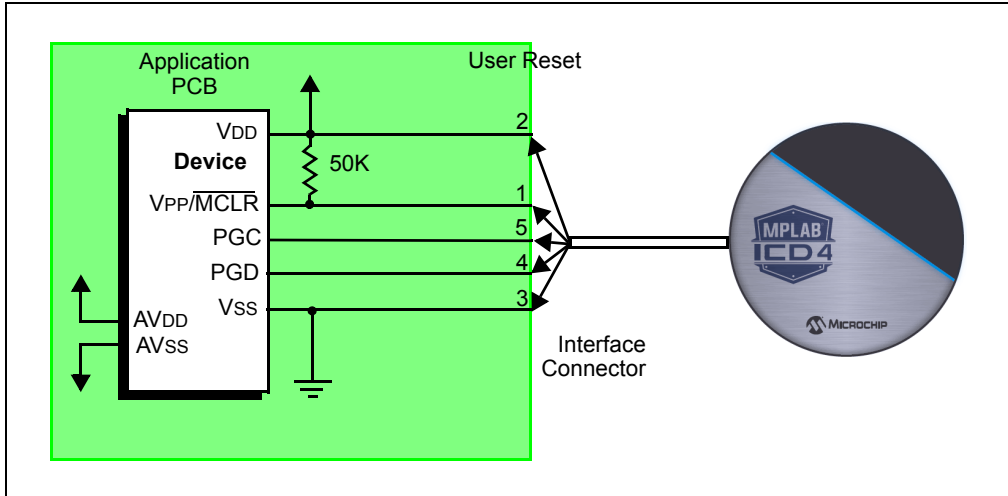 Application
PCB
User Reset
VDD
2
Device
50K
VPP/MCLR
1
PGC
5
PGD
4
VSS
3
AVDD
AVSS
Interface
Connector
MPLAB
ICD4
MICROCHIP